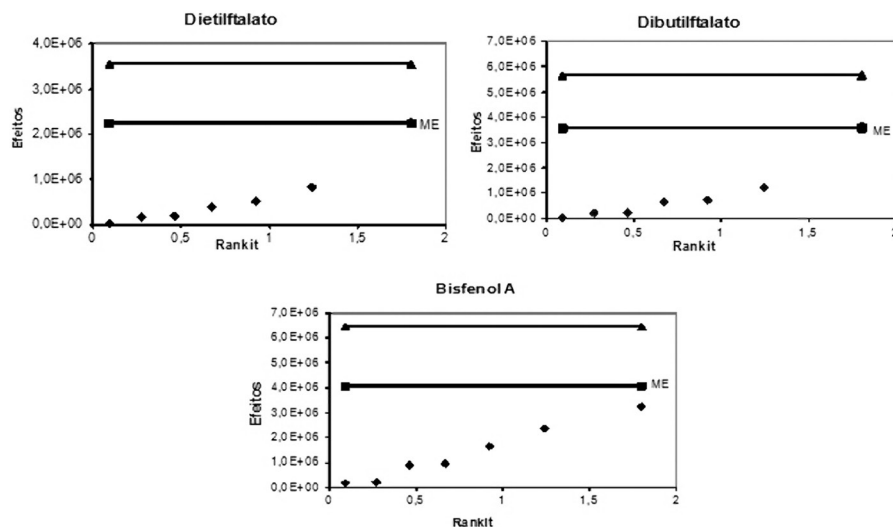 Dietilftalato
4,0E+06
3,0E+06
2,0E+06
1,0E+06
0,0E+00
Efeitos
ME
0 0,5 1 1,5 2
Rankit
Dibutilftalato
7,0E+06
6,0E+06
5,0E+06
4,0E+06
3,0E+06
2,0E+06
1,0E+06
0,0E+00
Efeitos
ME
0 0,5 1 1,5 2
Rankit
Bisfenol A
7,0E+06
6,0E+06
5,0E+06
4,0E+06
3,0E+06
2,0E+06
1,0E+06
0,0E+00
Efeitos
ME
0 0,5 1 1,5 2
Rankit